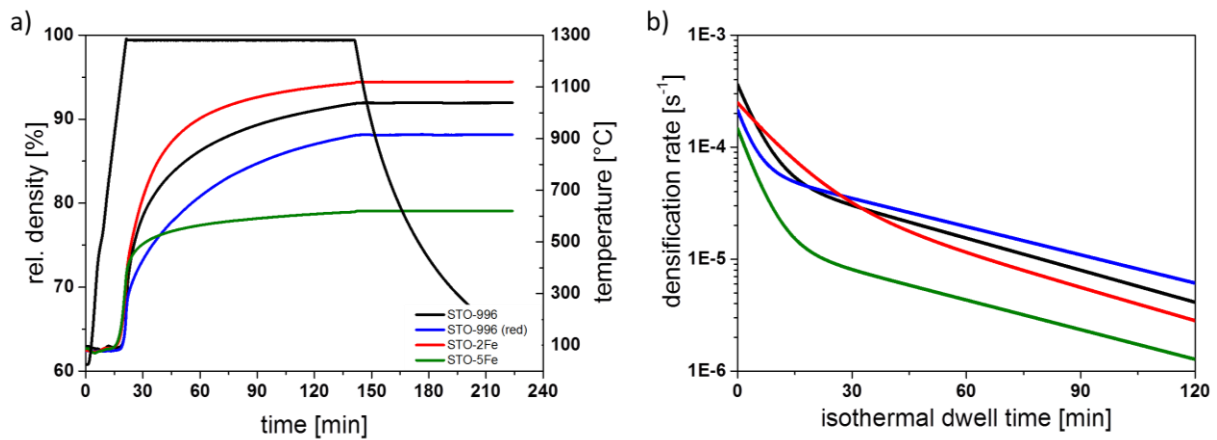 a)
100
90
80
70
60
rel. density [%]
0 30 60 90 120 150 180 210 240
time [min]
1300
1100
900
700
500
300
100
temperature [°C]
STO-996
STO-996 (red)
STO-2Fe
STO-5Fe
b)
1E-3
1E-4
1E-5
1E-6
densification rate [s⁻¹]
0 30 60 90 120
isothermal dwell time [min]